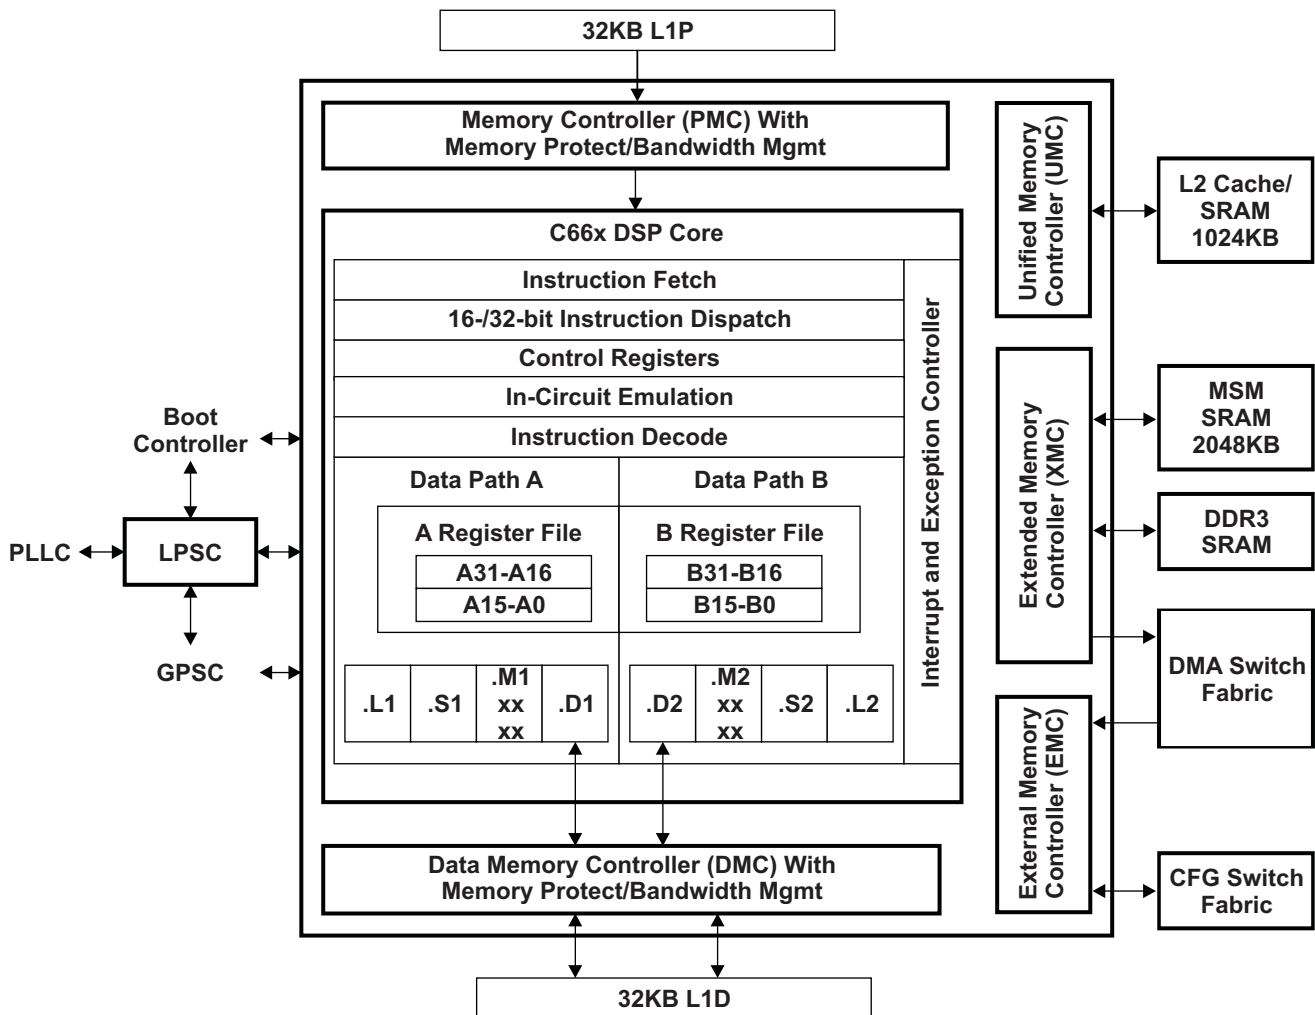 32KB L1P
Memory Controller (PMC) With
Memory Protect/Bandwidth Mgmt
C66x DSP Core
Instruction Fetch
16-/32-bit Instruction Dispatch
Control Registers
In-Circuit Emulation
Instruction Decode
Data Path A
Data Path B
A Register File
B Register File
A31-A16
B31-B16
A15-A0
B15-B0
.L1
.S1
.M1
xx
xx
.D1
.D2
.M2
xx
xx
.S2
.L2
Interrupt and Exception Controller
Data Memory Controller (DMC) With
Memory Protect/Bandwidth Mgmt
32KB L1D
Boot
Controller
PLLC
LPSC
GPSC
Unified Memory
Controller (UMC)
Extended Memory
Controller (XMC)
External Memory
Controller (EMC)
L2 Cache/
SRAM
1024KB
MSM
SRAM
2048KB
DDR3
SRAM
DMA Switch
Fabric
CFG Switch
Fabric